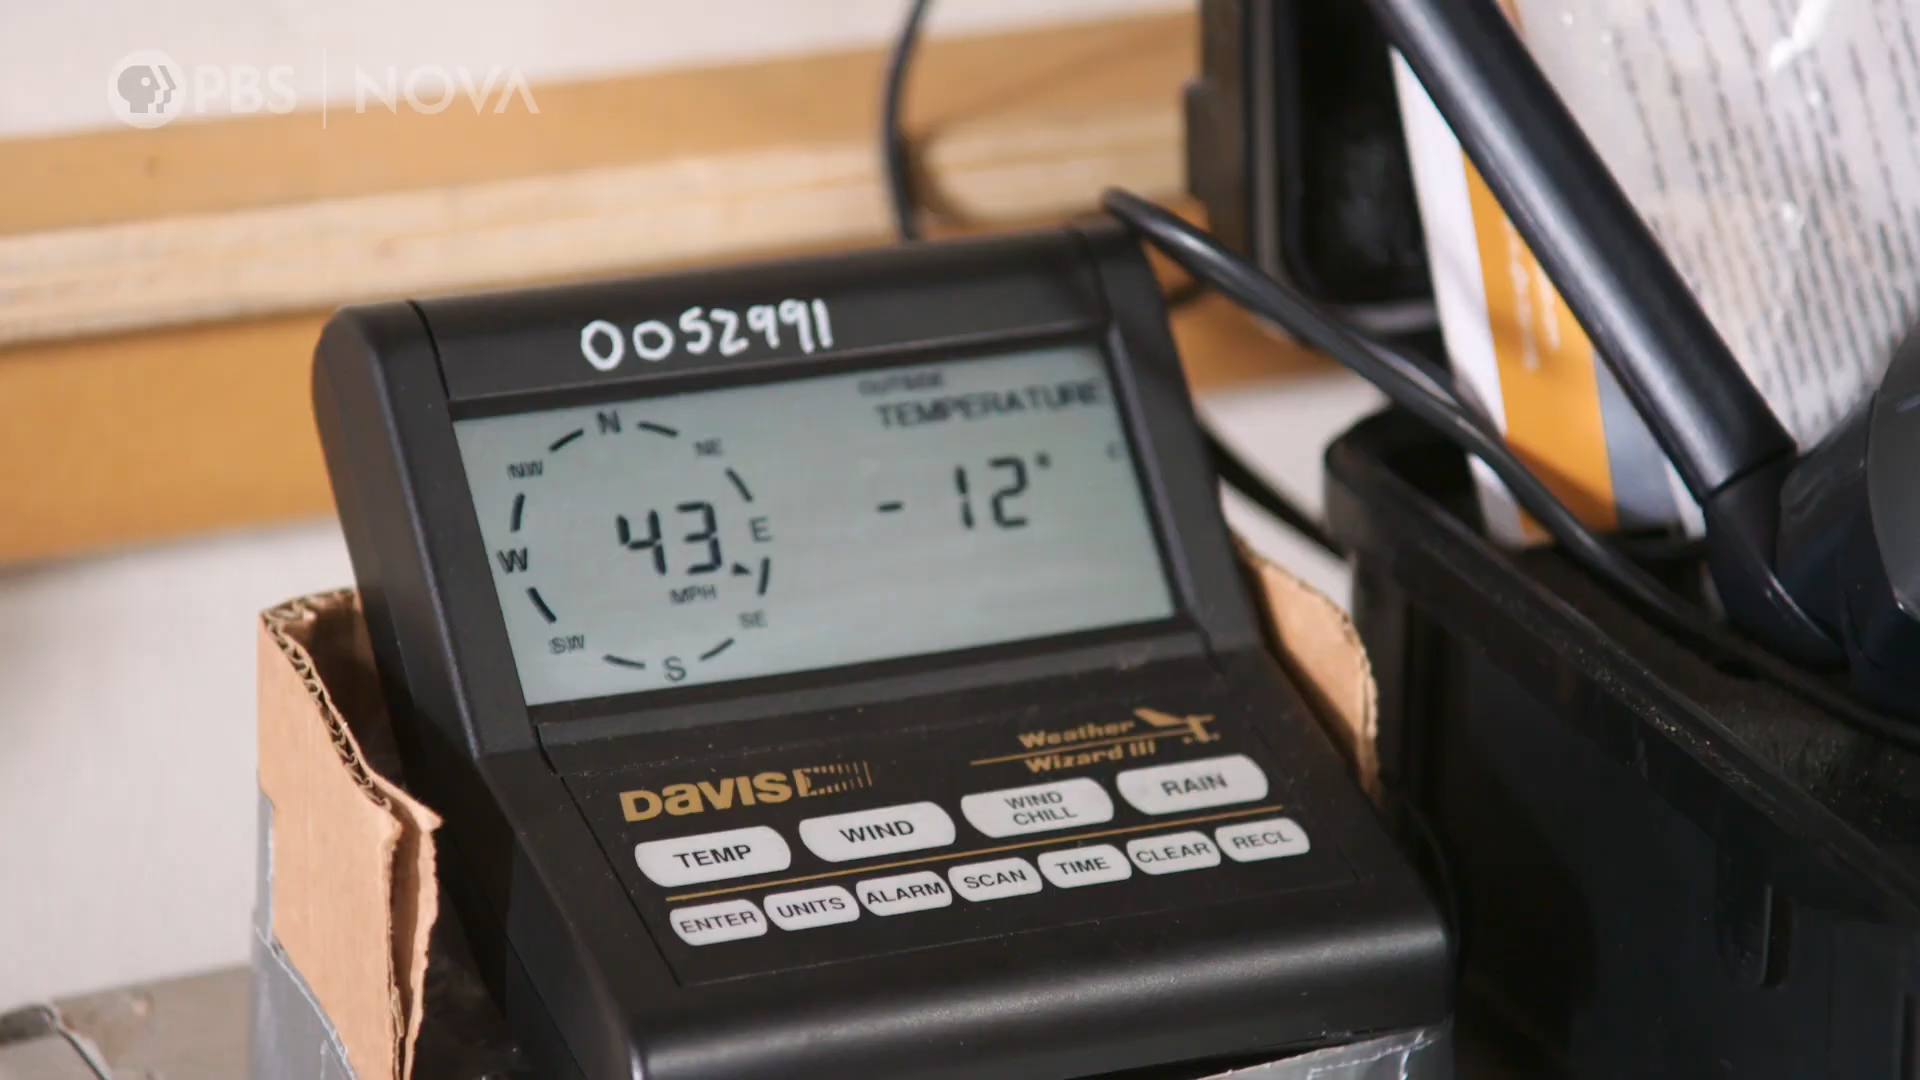 PBS | NOVA
0052991
OUTSIDE
TEMPERATURE
N
NW
NE
43
- 12° C
E
W
MPH
SE
SW
S
Weather
Wizard III
DAVIS
TEMP WIND WIND CHILL RAIN
ENTER UNITS ALARM SCAN TIME CLEAR RECL